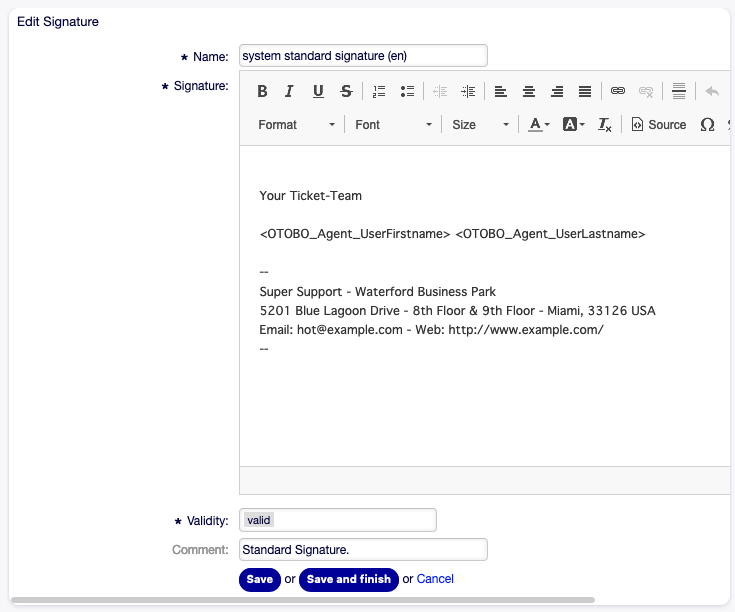 Edit Signature
* Name: system standard signature (en)
* Signature:
B I U S
Format Font Size A A Tx Source Ω
Your Ticket-Team
<OTOBO_Agent_UserFirstname> <OTOBO_Agent_UserLastname>
--
Super Support - Waterford Business Park
5201 Blue Lagoon Drive - 8th Floor & 9th Floor - Miami, 33126 USA
Email: hot@example.com - Web: http://www.example.com/
--
* Validity: valid
Comment: Standard Signature.
Save or Save and finish or Cancel